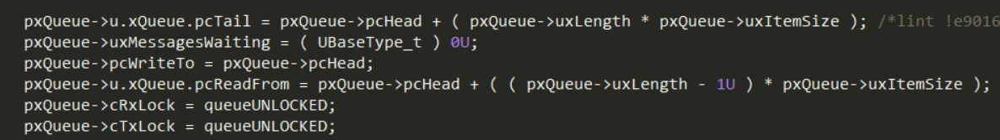 pxQueue->u.xQueue.pcTail = pxQueue->pcHead + ( pxQueue->uxLength * pxQueue->uxItemSize ); /*lint !e9016
pxQueue->uxMessagesWaiting = ( UBaseType_t ) 0U;
pxQueue->pcWriteTo = pxQueue->pcHead;
pxQueue->u.xQueue.pcReadFrom = pxQueue->pcHead + ( ( pxQueue->uxLength - 1U ) * pxQueue->uxItemSize );
pxQueue->cRxLock = queueUNLOCKED;
pxQueue->cTxLock = queueUNLOCKED;